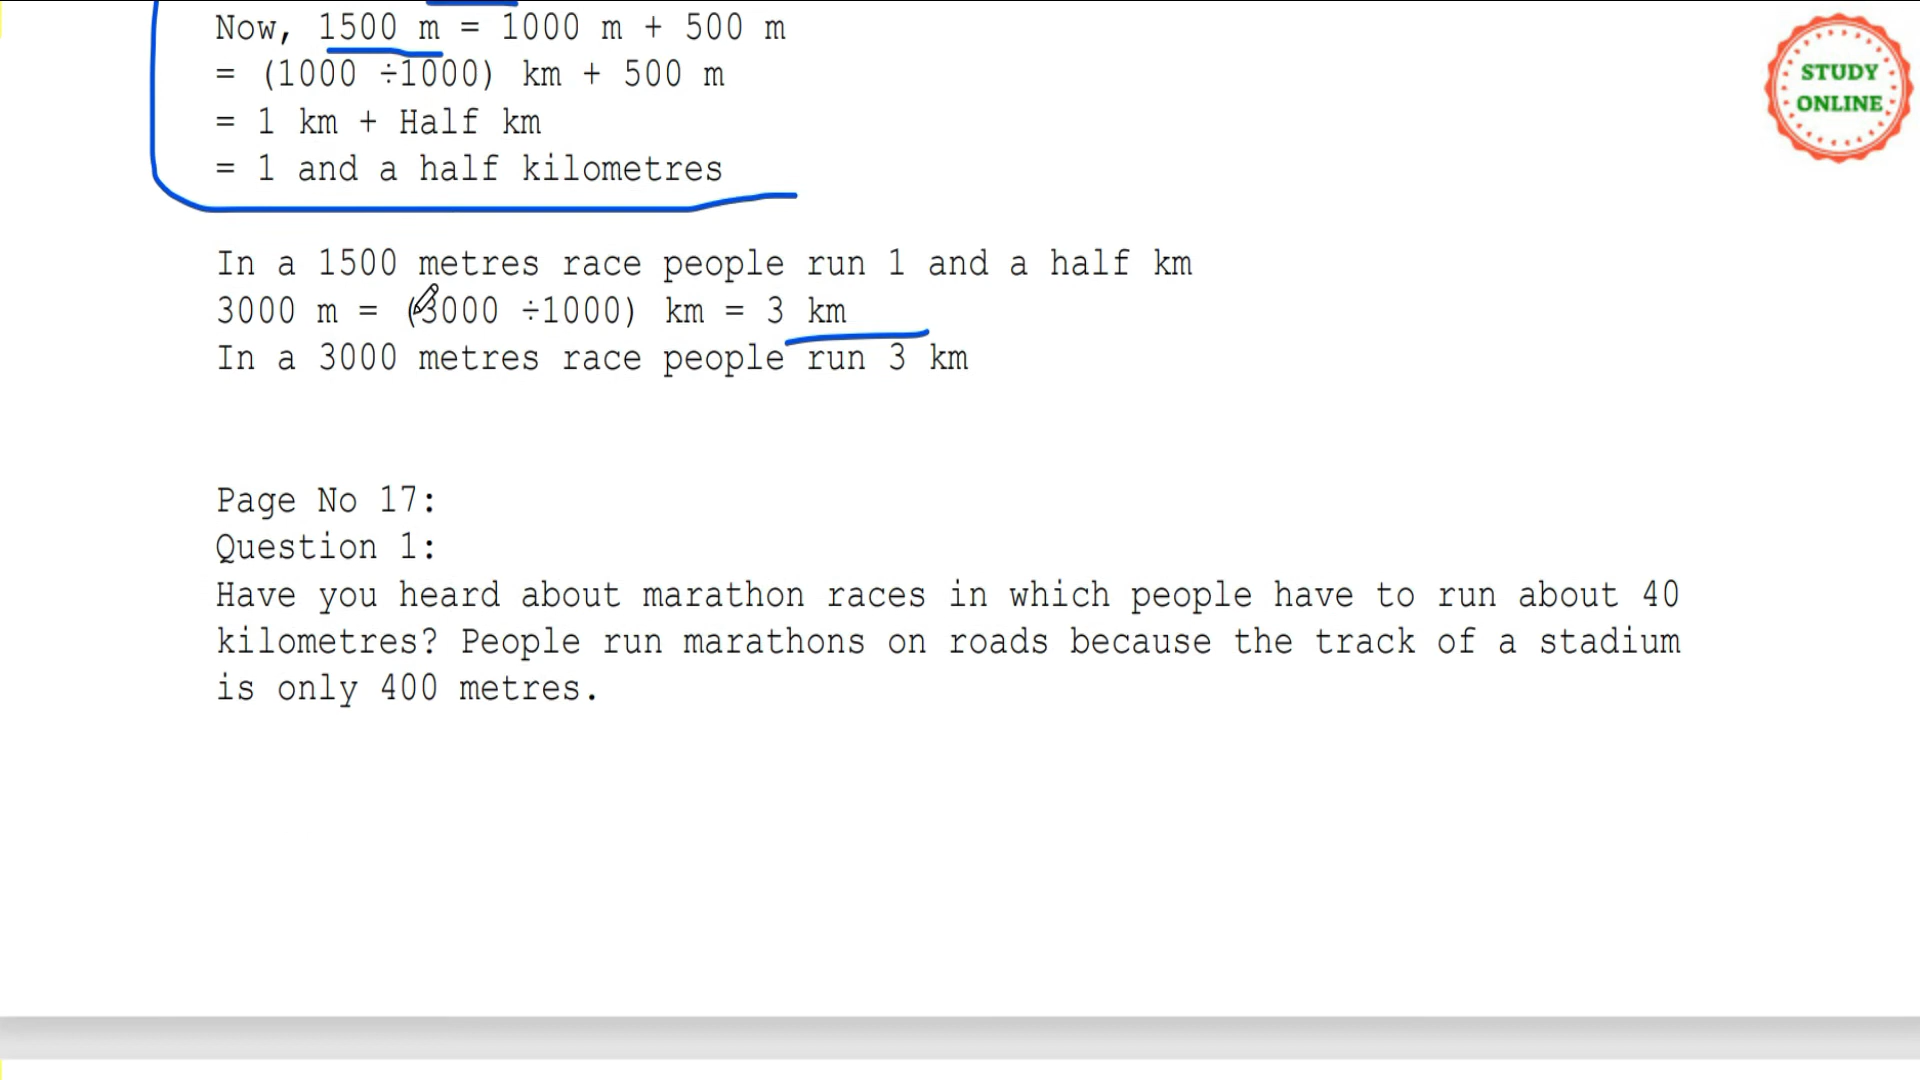 Now, 1500 m = 1000 m + 500 m
= (1000 ÷1000) km + 500 m
= 1 km + Half km
= 1 and a half kilometres
In a 1500 metres race people run 1 and a half km
3000 m = (3000 ÷1000) km = 3 km
In a 3000 metres race people run 3 km
Page No 17:
Question 1:
Have you heard about marathon races in which people have to run about 40
kilometres? People run marathons on roads because the track of a stadium
is only 400 metres.
STUDY
ONLINE